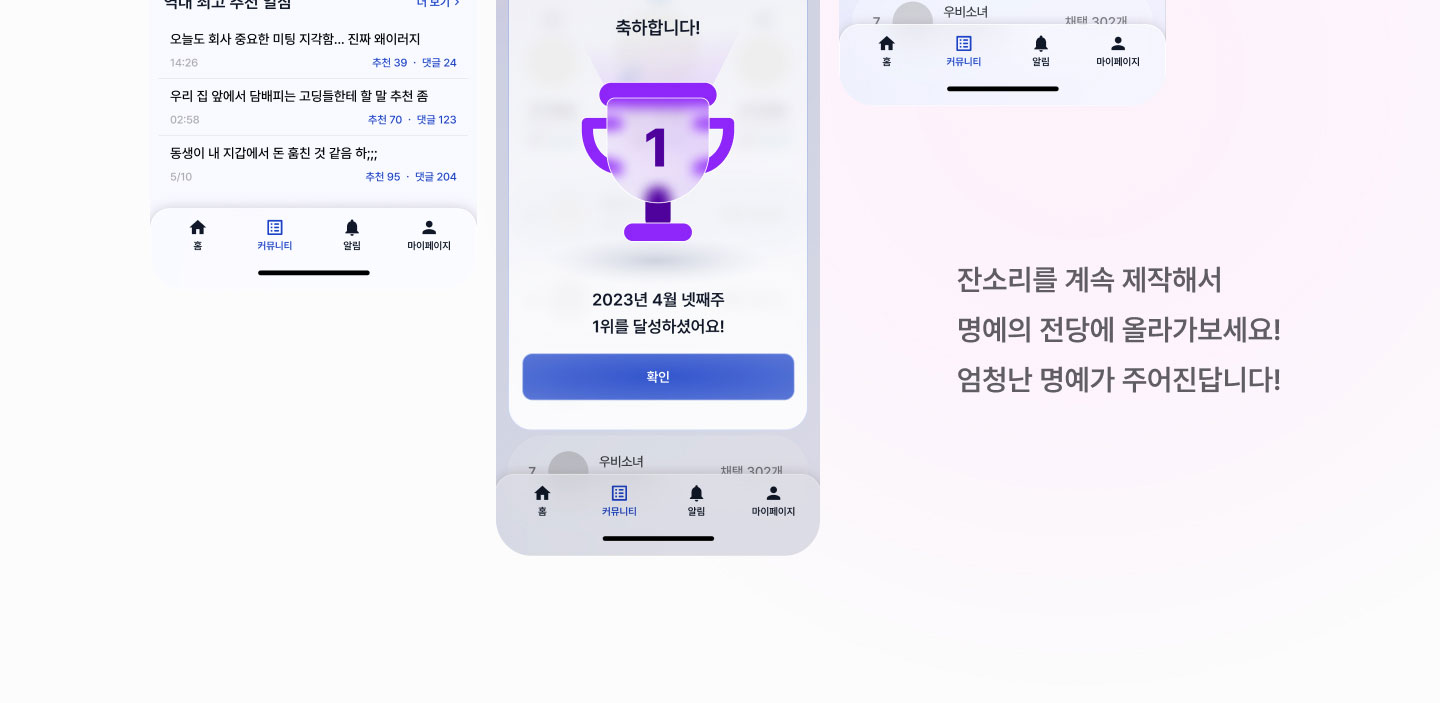 역대 최고 추천 일침
더 보기 >
오늘도 회사 중요한 미팅 지각함... 진짜 왜이러지
14:26
추천 39 · 댓글 24
우리 집 앞에서 담배피는 고딩들한테 할 말 추천 좀
02:58
추천 70 · 댓글 123
동생이 내 지갑에서 돈 훔친 것 같음 하;;;
5/10
추천 95 · 댓글 204
홈
커뮤니티
알림
마이페이지
축하합니다!
1
2023년 4월 넷째주
1위를 달성하셨어요!
확인
7
우비소녀
채택 302개
홈
커뮤니티
알림
마이페이지
7
우비소녀
채택 302개
홈
커뮤니티
알림
마이페이지
잔소리를 계속 제작해서
명예의 전당에 올라가보세요!
엄청난 명예가 주어진답니다!